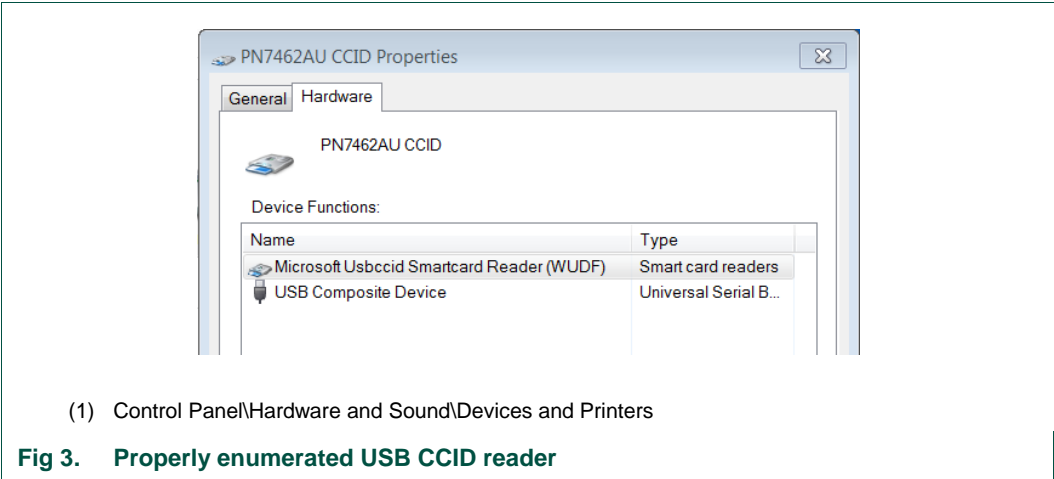 PN7462AU CCID Properties
General Hardware
PN7462AU CCID
Device Functions:
Name Type
Microsoft Usbccid Smartcard Reader (WUDF) Smart card readers
USB Composite Device Universal Serial B...
(1) Control Panel\Hardware and Sound\Devices and Printers
Fig 3. Properly enumerated USB CCID reader